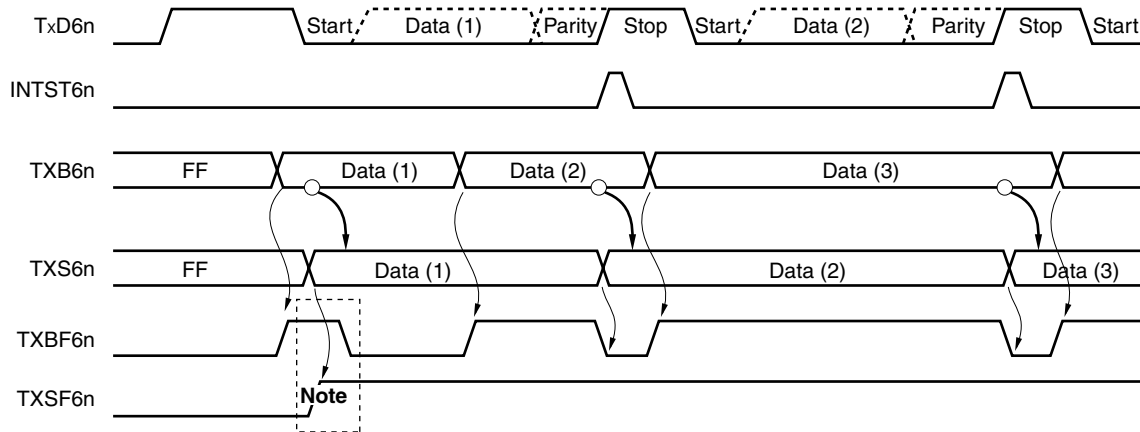 TxD6n Start Data (1) Parity Stop Start Data (2) Parity Stop Start
INTST6n
TXB6n FF Data (1) Data (2) Data (3)
TXS6n FF Data (1) Data (2) Data (3)
TXBF6n
TXSF6n Note